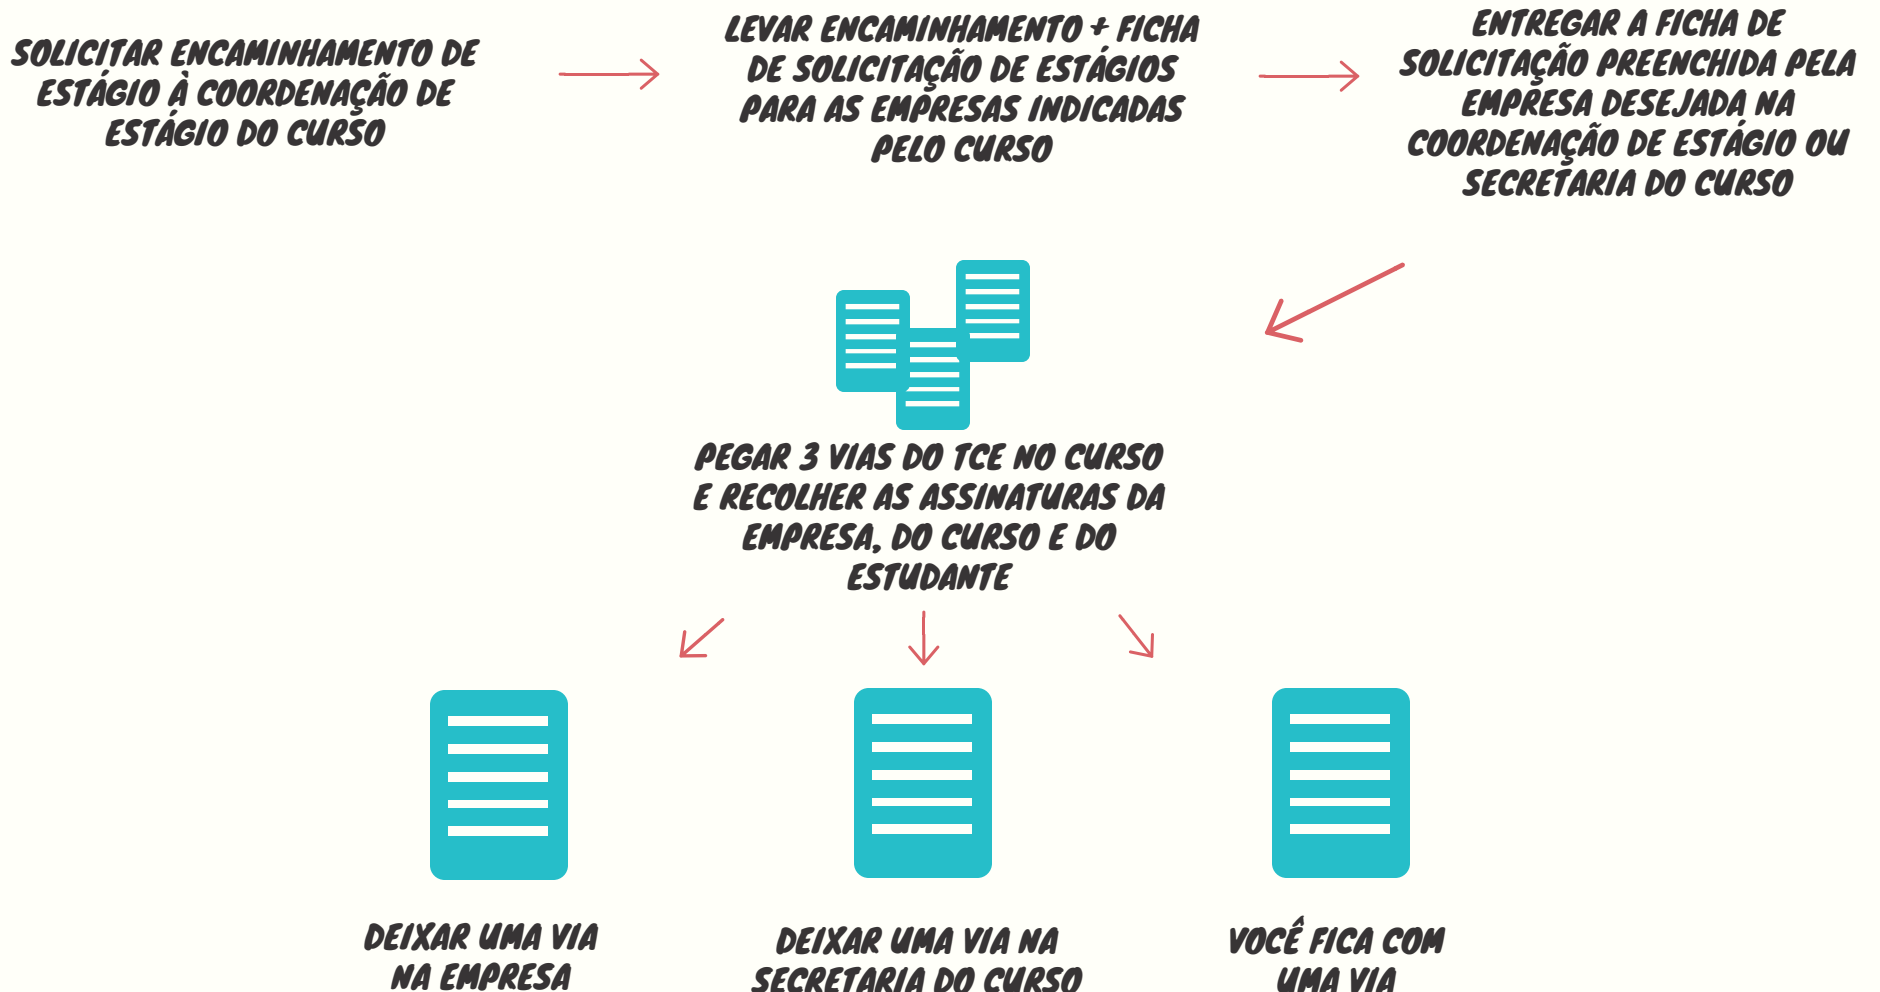 SOLICITAR ENCAMINHAMENTO DE
ESTÁGIO À COORDENAÇÃO DE
ESTÁGIO DO CURSO
LEVAR ENCAMINHAMENTO + FICHA
DE SOLICITAÇÃO DE ESTÁGIOS
PARA AS EMPRESAS INDICADAS
PELO CURSO
ENTREGAR A FICHA DE
SOLICITAÇÃO PREENCHIDA PELA
EMPRESA DESEJADA NA
COORDENAÇÃO DE ESTÁGIO OU
SECRETARIA DO CURSO
PEGAR 3 VIAS DO TCE NO CURSO
E RECOLHER AS ASSINATURAS DA
EMPRESA, DO CURSO E DO
ESTUDANTE
DEIXAR UMA VIA
NA EMPRESA
DEIXAR UMA VIA NA
SECRETARIA DO CURSO
VOCÊ FICA COM
UMA VIA